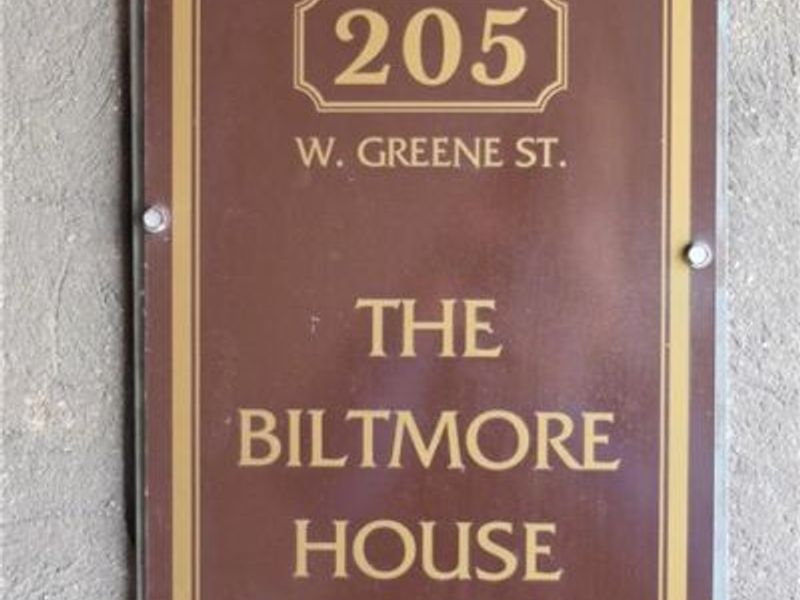 205
W. GREENE ST.
THE
BILTMORE
HOUSE